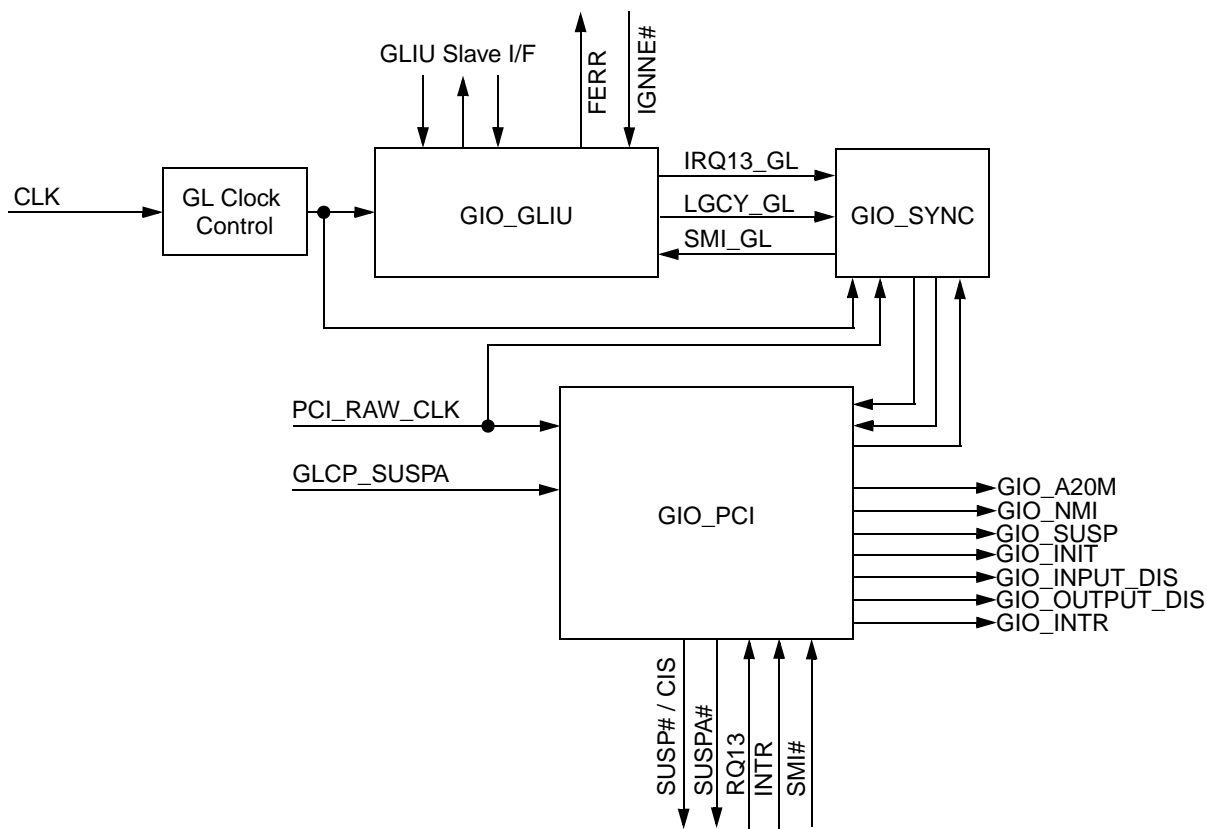 GLIU Slave I/F
FERR
IGNNE#
CLK
GL Clock
Control
GIO_GLIU
IRQ13_GL
LGCY_GL
SMI_GL
GIO_SYNC
PCI_RAW_CLK
GLCP_SUSPA
GIO_PCI
GIO_A20M
GIO_NMI
GIO_SUSP
GIO_INIT
GIO_INPUT_DIS
GIO_OUTPUT_DIS
GIO_INTR
SUSP# / CIS
SUSPA#
RQ13
INTR
SMI#